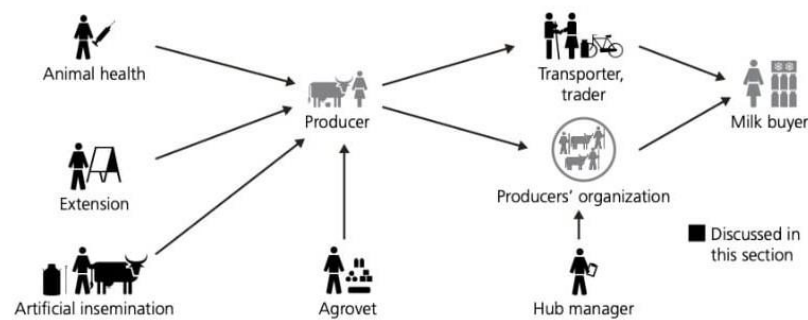 Animal health
Transporter,
trader
Producer
Milk buyer
Extension
Producers' organization
Discussed in
this section
Artificial insemination
Agrovet
Hub manager